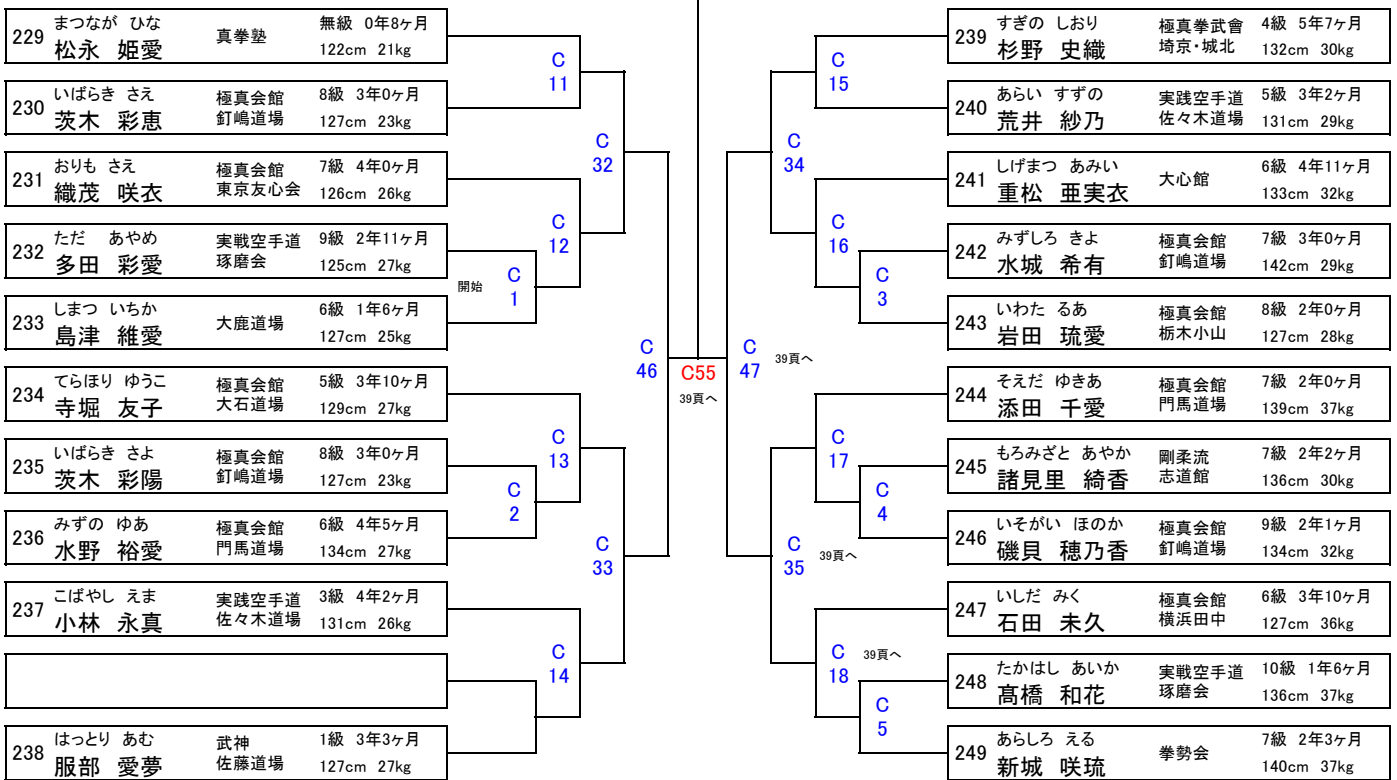 229
まつなが ひな
松永 姫愛
真拳塾
無級 0年8ヶ月
122cm 21kg
230
いばらき さえ
茨木 彩恵
極真会館
釘嶋道場
8級 3年0ヶ月
127cm 23kg
231
おりも さえ
織茂 咲衣
極真会館
東京友心会
7級 4年0ヶ月
126cm 26kg
232
ただ あやめ
多田 彩愛
実戦空手道
琢磨会
9級 2年11ヶ月
125cm 27kg
233
しまつ いちか
島津 維愛
大鹿道場
6級 1年6ヶ月
127cm 25kg
234
てらほり ゆうこ
寺堀 友子
極真会館
大石道場
5級 3年10ヶ月
129cm 27kg
235
いばらき さよ
茨木 彩陽
極真会館
釘嶋道場
8級 3年0ヶ月
127cm 23kg
236
みずの ゆあ
水野 裕愛
極真会館
門馬道場
6級 4年5ヶ月
134cm 27kg
237
こばやし えま
小林 永真
実践空手道
佐々木道場
3級 4年2ヶ月
131cm 26kg
238
はっとり あむ
服部 愛夢
武神
佐藤道場
1級 3年3ヶ月
127cm 27kg
C
11
C
32
C
12
開始
C
1
C
46
C
13
C
2
C
33
C
14
C55
39頁へ
C
47
39頁へ
C
15
C
34
C
16
C
3
C
17
C
4
C
35
39頁へ
C
18
39頁へ
C
5
239
すぎの しおり
杉野 史織
極真拳武會
埼京・城北
4級 5年7ヶ月
132cm 30kg
240
あらい すずの
荒井 紗乃
実践空手道
佐々木道場
5級 3年2ヶ月
131cm 29kg
241
しげまつ あみい
重松 亜実衣
大心館
6級 4年11ヶ月
133cm 32kg
242
みずしろ きよ
水城 希有
極真会館
釘嶋道場
7級 3年0ヶ月
142cm 29kg
243
いわた るあ
岩田 琉愛
極真会館
栃木小山
8級 2年0ヶ月
127cm 28kg
244
そえだ ゆきあ
添田 千愛
極真会館
門馬道場
7級 2年0ヶ月
139cm 37kg
245
もろみざと あやか
諸見里 綺香
剛柔流
志道館
7級 2年2ヶ月
136cm 30kg
246
いそがい ほのか
磯貝 穂乃香
極真会館
釘嶋道場
9級 2年1ヶ月
134cm 32kg
247
いしだ みく
石田 未久
極真会館
横浜田中
6級 3年10ヶ月
127cm 36kg
248
たかはし あいか
髙橋 和花
実戦空手道
琢磨会
10級 1年6ヶ月
136cm 37kg
249
あらしろ える
新城 咲琉
拳勢会
7級 2年3ヶ月
140cm 37kg